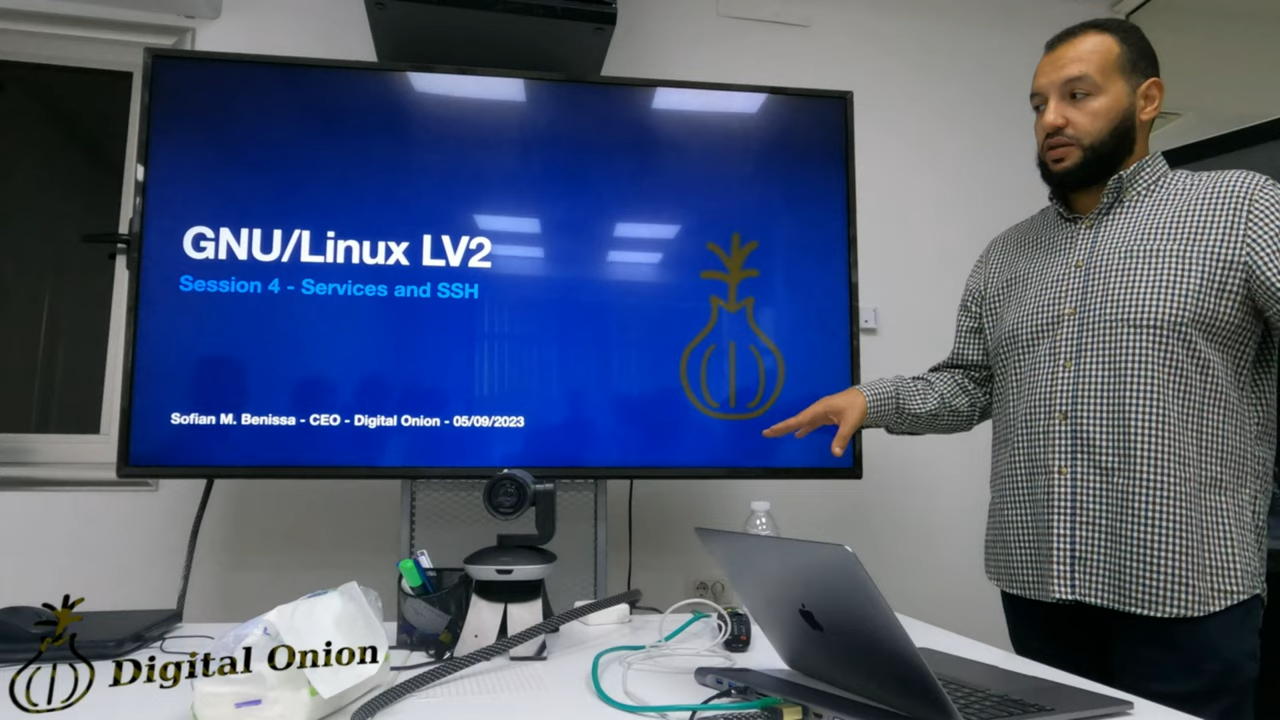 GNU/Linux LV2
Session 4 - Services and SSH
Sofian M. Benissa - CEO - Digital Onion - 05/09/2023
Digital Onion